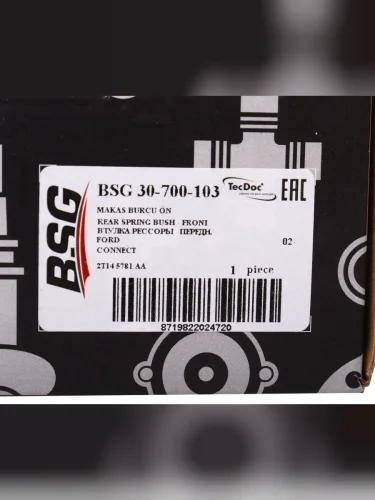 BSG
BSG 30-700-103
TecDoc
EAC
MAKAS BURCU ÖN
REAR SPRING BUSH - FRONT
ВТУЛКА РЕССОРЫ ПЕРЕДН.
FORD
02
CONNECT
2T14 5781 AA
1 piece
8719822024720